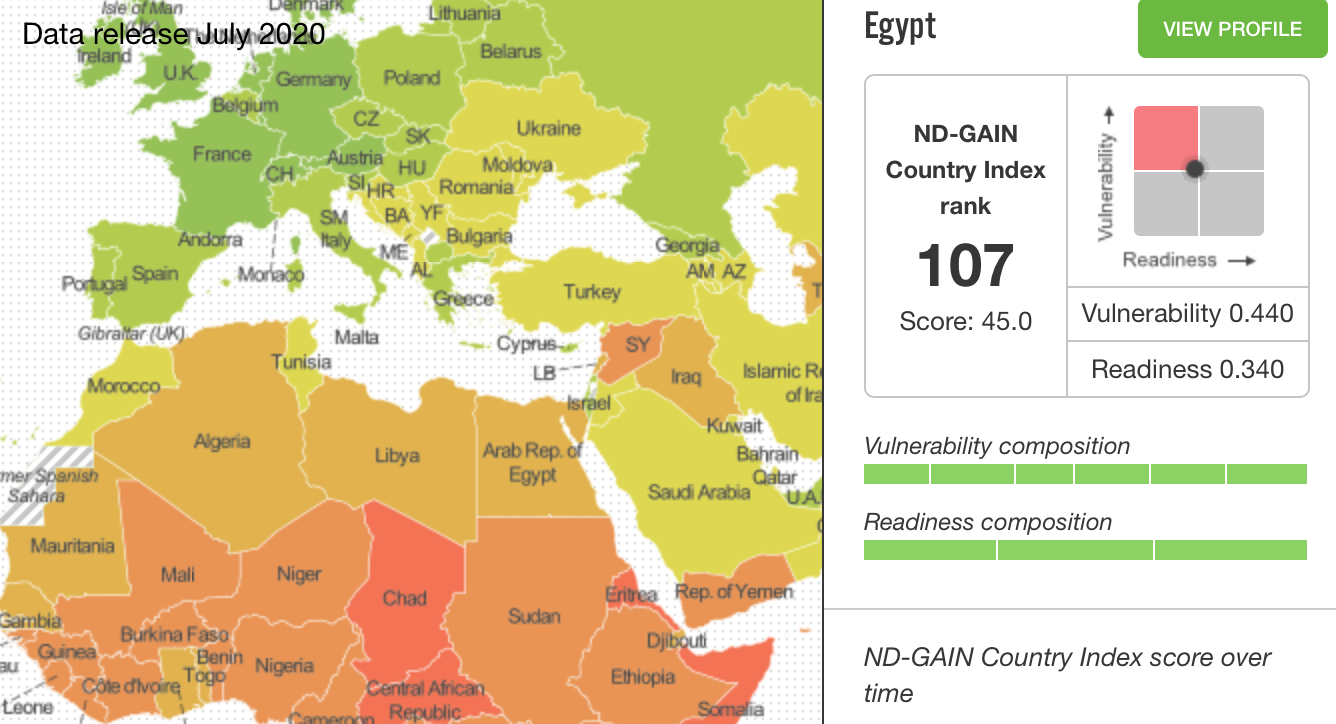 Isle of Man
(UK)
Denmark
Lithuania
Data release July 2020
Ireland
Belarus
U.K.
Germany
Poland
Belgium
CZ
Ukraine
SK
France
Austria
HU
Moldova
CH
SI
HR
Romania
BA
YF
SM
Italy
Andorra
ME
Bulgaria
Georgia
Portugal
Spain
Monaco
AL
AM
AZ
Greece
Turkey
Gibraltar (UK)
Malta
Cyprus
SY
Tunisia
LB
Iraq
Islamic Re
of Ira
Morocco
Israel
Kuwait
Algeria
Libya
Arab Rep. of
Egypt
Bahrain
Qatar
mer Spanish
Sahara
Saudi Arabia
U.A.
Mauritania
Mali
Niger
Chad
Eritrea
Rep. of Yemen
Gambia
Sudan
Burkina Faso
Djibouti
Guinea
Benin
Togo
Nigeria
Ethiopia
au
Côte d'Ivoire
Central African
Republic
Leone
Cameroon
Somalia
Egypt
VIEW PROFILE
ND-GAIN
Country Index
rank
107
Score: 45.0
Vulnerability
Readiness
Vulnerability 0.440
Readiness 0.340
Vulnerability composition
Readiness composition
ND-GAIN Country Index score over
time